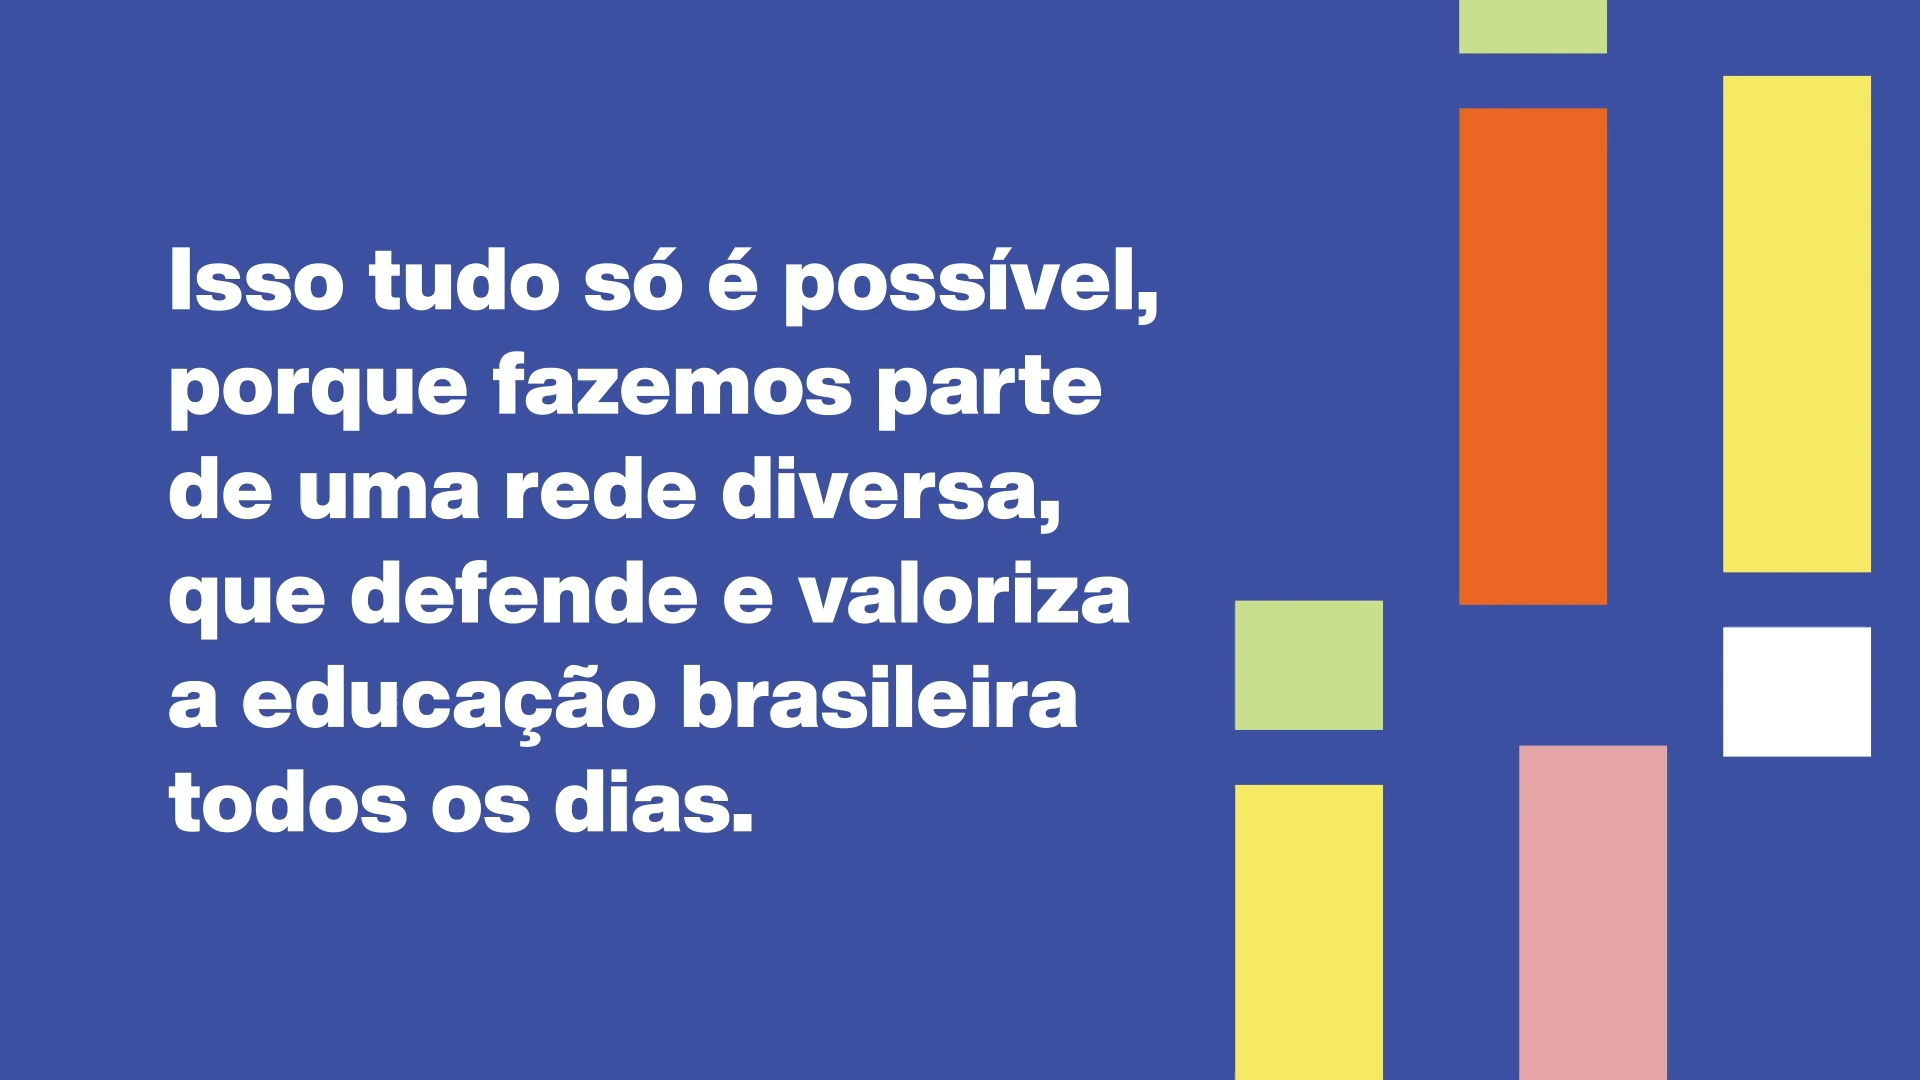 Isso tudo só é possível,
porque fazemos parte
de uma rede diversa,
que defende e valoriza
a educação brasileira
todos os dias.